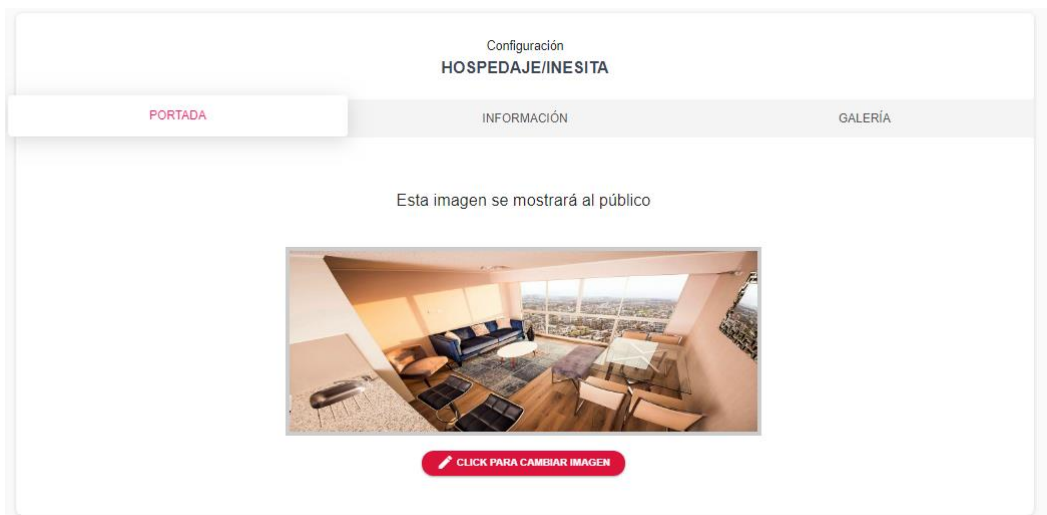 Configuración
HOSPEDAJE/INESITA
PORTADA INFORMACIÓN GALERÍA
Esta imagen se mostrará al público
CLICK PARA CAMBIAR IMAGEN